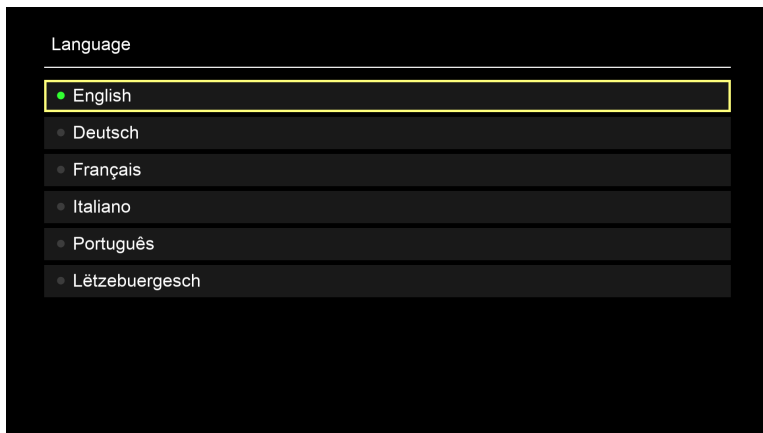 Language
English
Deutsch
Français
Italiano
Português
Lëtzebuergesch